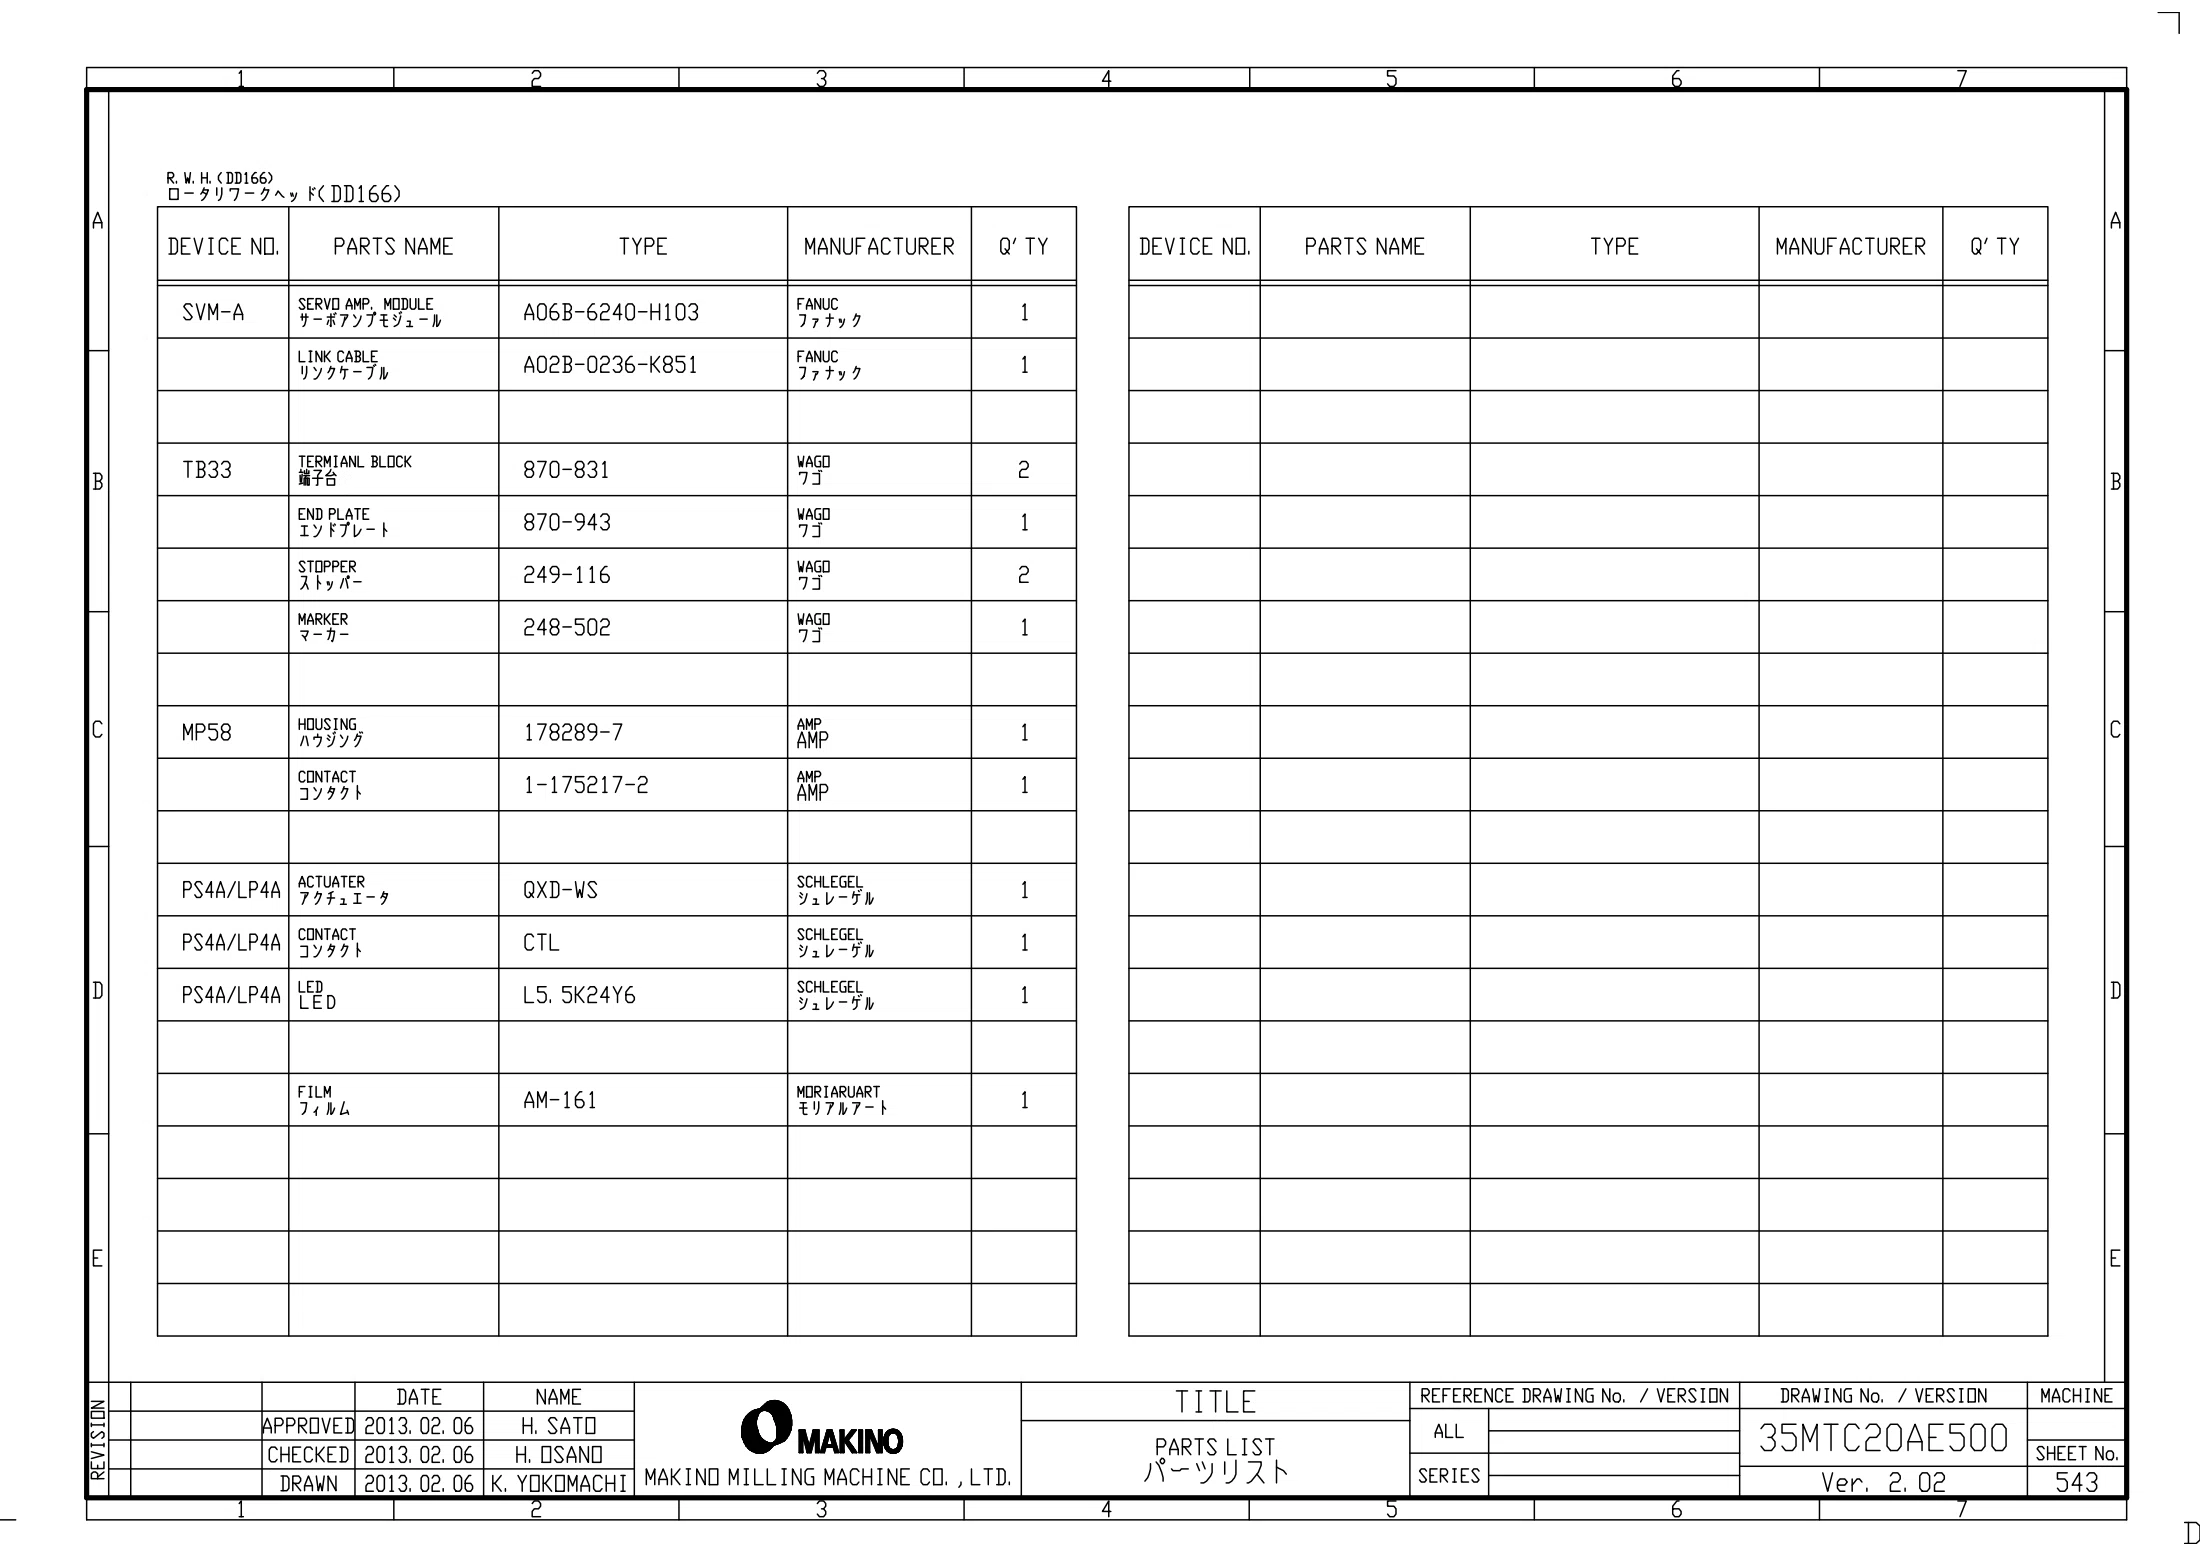 1 2 3 4 5 6 7
R. W. H. (DD166)
ロータリワークヘッド(DD166)
DEVICE NO. PARTS NAME TYPE MANUFACTURER Q' TY
SVM-A SERVO AMP. MODULE A06B-6240-H103 FANUC 1
サーボアンプモジュール ファナック
LINK CABLE A02B-0236-K851 FANUC 1
リンクケーブル ファナック
TB33 TERMIANL BLOCK 870-831 WAGO 2
端子台 ワゴ
END PLATE 870-943 WAGO 1
エンドプレート ワゴ
STOPPER 249-116 WAGO 2
ストッパー ワゴ
MARKER 248-502 WAGO 1
マーカー ワゴ
MP58 HOUSING 178289-7 AMP 1
ハウジング AMP
CONTACT 1-175217-2 AMP 1
コンタクト AMP
PS4A/LP4A ACTUATER QXD-WS SCHLEGEL 1
アクチュエータ シュレーゲル
PS4A/LP4A CONTACT CTL SCHLEGEL 1
コンタクト シュレーゲル
PS4A/LP4A LED L5. 5K24Y6 SCHLEGEL 1
LED シュレーゲル
FILM AM-161 MORIARUART 1
フィルム モリアルアート
DEVICE NO. PARTS NAME TYPE MANUFACTURER Q' TY
A A
B B
C C
D D
E E
REVISION
DATE NAME
APPROVED 2013. 02. 06 H. SATO
CHECKED 2013. 02. 06 H. OSANO
DRAWN 2013. 02. 06 K. YOKOMACHI
MAKINO
MAKINO MILLING MACHINE CO. , LTD.
TITLE
PARTS LIST
パーツリスト
REFERENCE DRAWING No. / VERSION
ALL
SERIES
DRAWING No. / VERSION
35MTC20AE500
Ver. 2. 02
MACHINE
SHEET No.
543
1 2 3 4 5 6 7
D